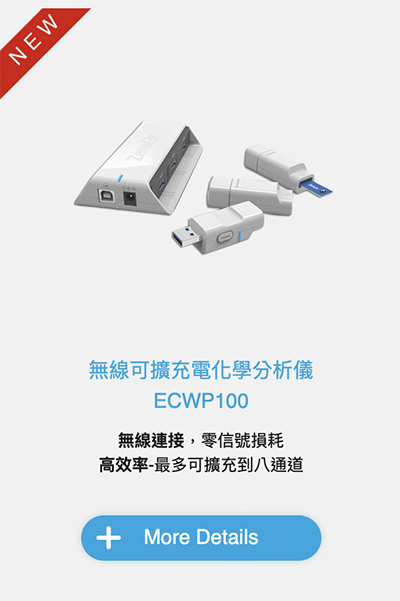 NEW
Zensor
無線可擴充電化學分析儀
ECWP100
無線連接，零信號損耗
高效率-最多可擴充到八通道
More Details